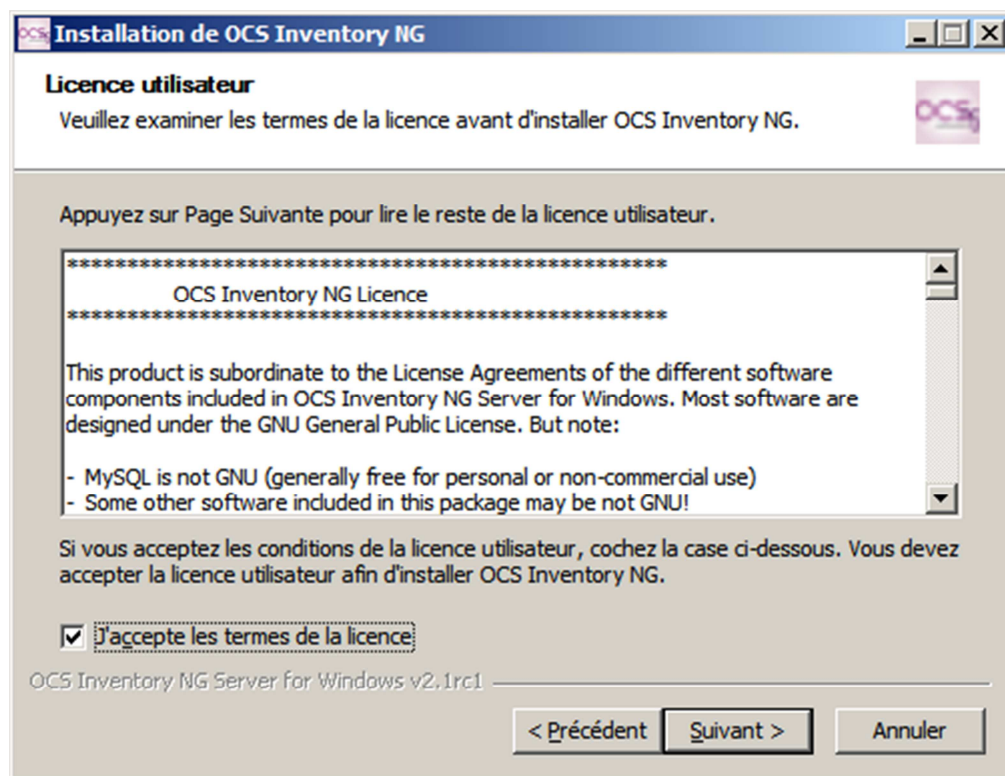 OCS Installation de OCS Inventory NG
Licence utilisateur
Veuillez examiner les termes de la licence avant d'installer OCS Inventory NG.
OCS
Appuyez sur Page Suivante pour lire le reste de la licence utilisateur.
**************************************************
OCS Inventory NG Licence
**************************************************
This product is subordinate to the License Agreements of the different software
components included in OCS Inventory NG Server for Windows. Most software are
designed under the GNU General Public License. But note:
- MySQL is not GNU (generally free for personal or non-commercial use)
- Some other software included in this package may be not GNU!
Si vous acceptez les conditions de la licence utilisateur, cochez la case ci-dessous. Vous devez
accepter la licence utilisateur afin d'installer OCS Inventory NG.
J'accepte les termes de la licence
OCS Inventory NG Server for Windows v2.1rc1
< Précédent Suivant > Annuler